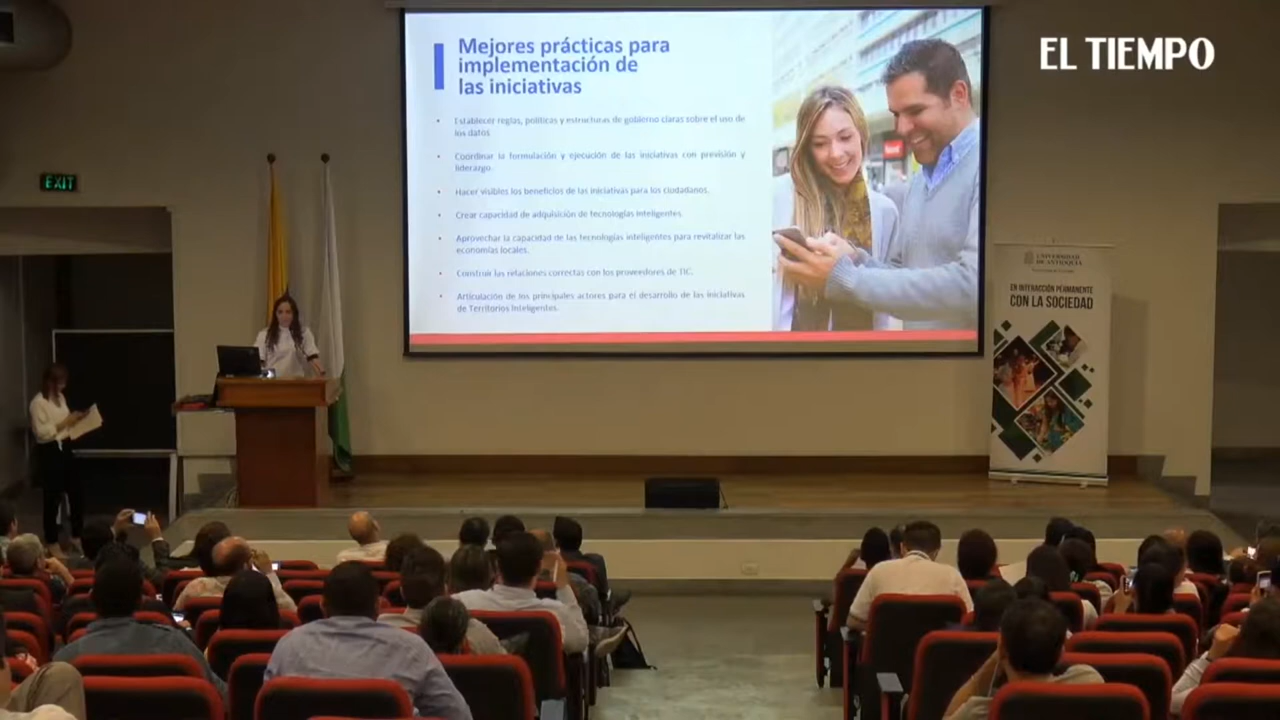 EL TIEMPO
Mejores prácticas para
implementación de
las iniciativas
• Establecer reglas, políticas y estructuras de gobierno claras sobre el uso de
los datos
• Coordinar la formulación y ejecución de las iniciativas con previsión y
liderazgo.
• Hacer visibles los beneficios de las iniciativas para los ciudadanos.
• Crear capacidad de adquisición de tecnologías inteligentes
• Aprovechar la capacidad de las tecnologías inteligentes para revitalizar las
economías locales.
• Construir las relaciones correctas con los proveedores de TIC.
• Articulación de los principales actores para el desarrollo de las iniciativas
de Territorios Inteligentes.
EXIT
UNIVERSIDAD
DE ANTIOQUIA
EN INTERACCIÓN PERMANENTE
CON LA SOCIEDAD